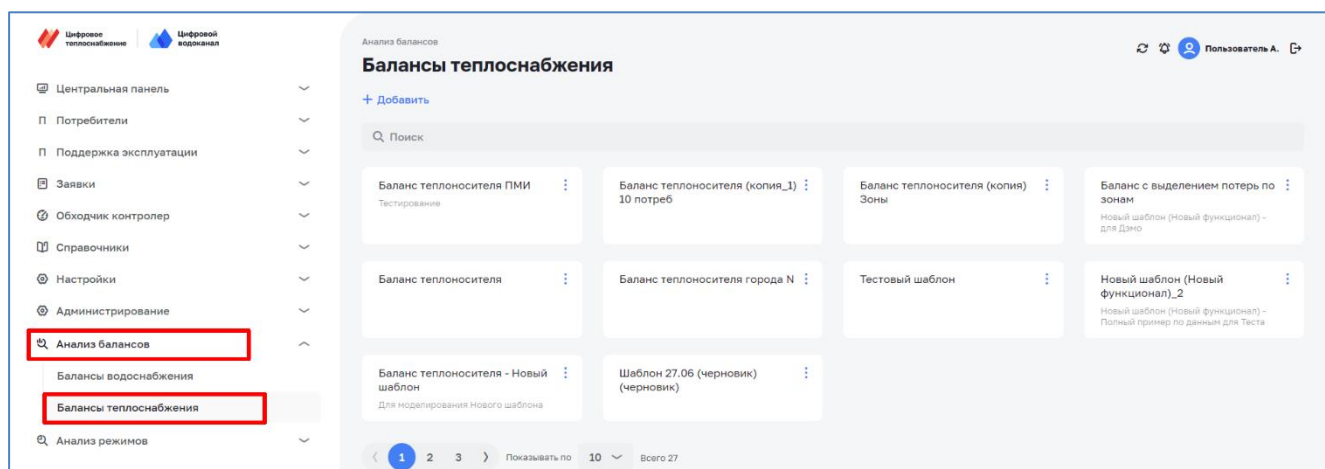 Цифровое теплоснабжение
Цифровой водоканал
Центральная панель
П Потребители
П Поддержка эксплуатации
Заявки
Обходчик контролер
Справочники
Настройки
Администрирование
Анализ балансов
Балансы водоснабжения
Балансы теплоснабжения
Анализ режимов
Анализ балансов
Пользователь А.
Балансы теплоснабжения
+ Добавить
Поиск
Баланс теплоносителя ПМИ
Тестирование
Баланс теплоносителя (копия_1)
10 потреб
Баланс теплоносителя (копия)
Зоны
Баланс с выделением потерь по
зонам
Новый шаблон (Новый функционал) -
для Дэмо
Баланс теплоносителя
Баланс теплоносителя города N
Тестовый шаблон
Новый шаблон (Новый
функционал)_2
Новый шаблон (Новый функционал) -
Полный пример по данным для Теста
Баланс теплоносителя - Новый
шаблон
Для моделирования Нового шаблона
Шаблон 27.06 (черновик)
(черновик)
1 2 3 Показывать по 10 Всего 27